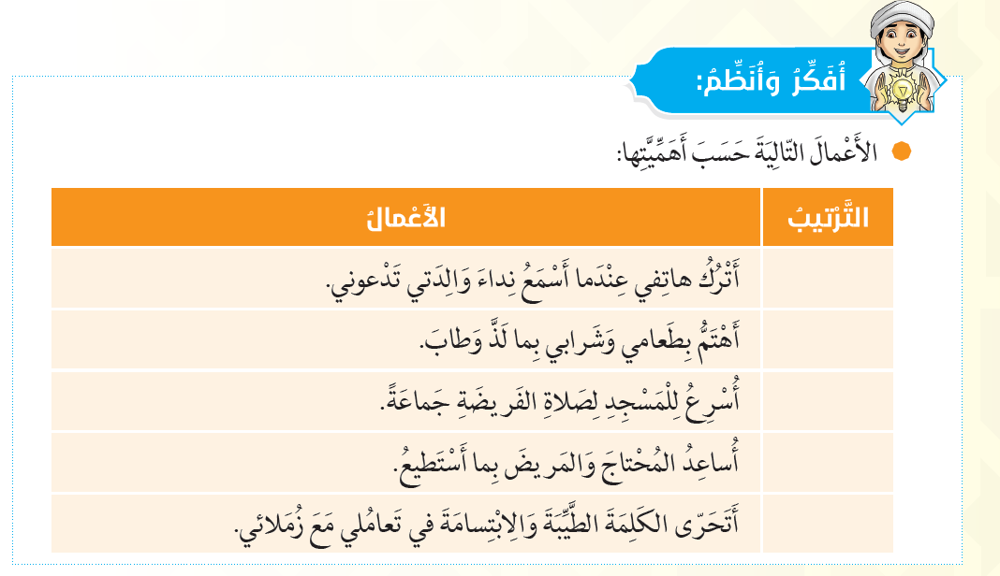 أُفَكِّرُ وَأُنَظِّمُ:
الأَعْمالَ التّالِيَةَ حَسَبَ أَهَمِّيَّتِها:
التَّرْتيبُ الأَعْمالُ
أَتْرُكُ هاتِفي عِنْدَما أَسْمَعُ نِداءَ وَالِدَتي تَدْعوني.
أَهْتَمُّ بِطَعامي وَشَرابي بِما لَذَّ وَطابَ.
أُسْرِعُ لِلْمَسْجِدِ لِصَلاةِ الفَريضَةِ جَماعَةً.
أُساعِدُ المُحْتاجَ وَالمَريضَ بِما أَسْتَطيعُ.
أَتَحَرّى الكَلِمَةَ الطَّيِّبَةَ وَالِابْتِسامَةَ في تَعامُلي مَعَ زُمَلائي.